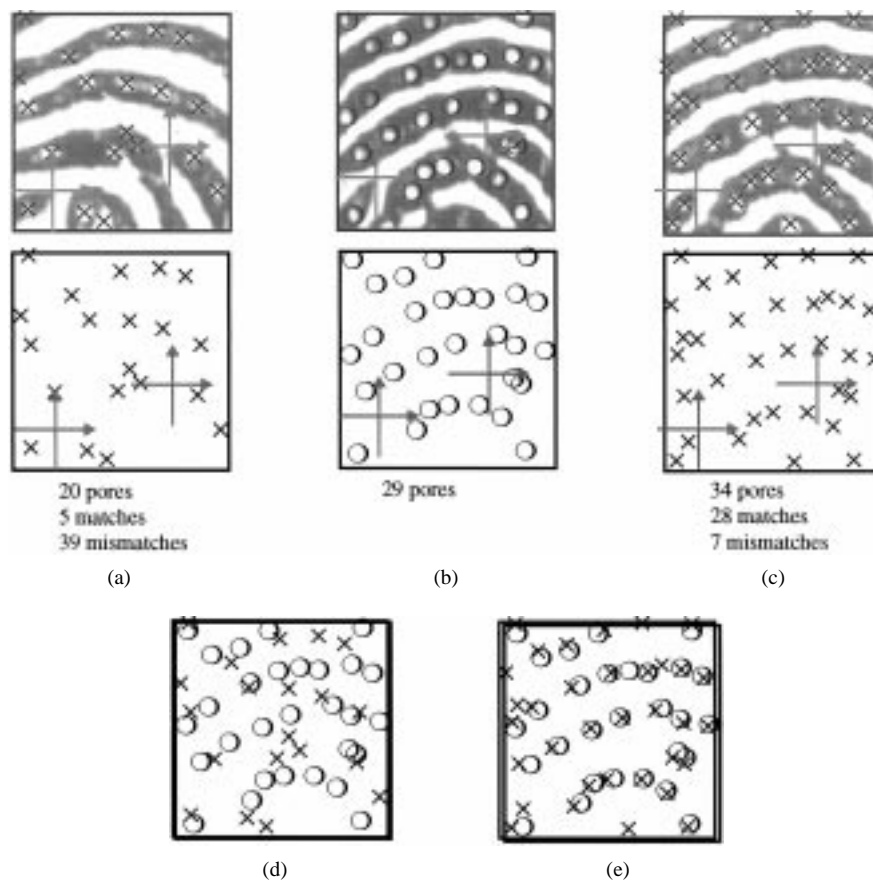 20 pores
5 matches
39 mismatches
29 pores
34 pores
28 matches
7 mismatches
(a)
(b)
(c)
(d)
(e)